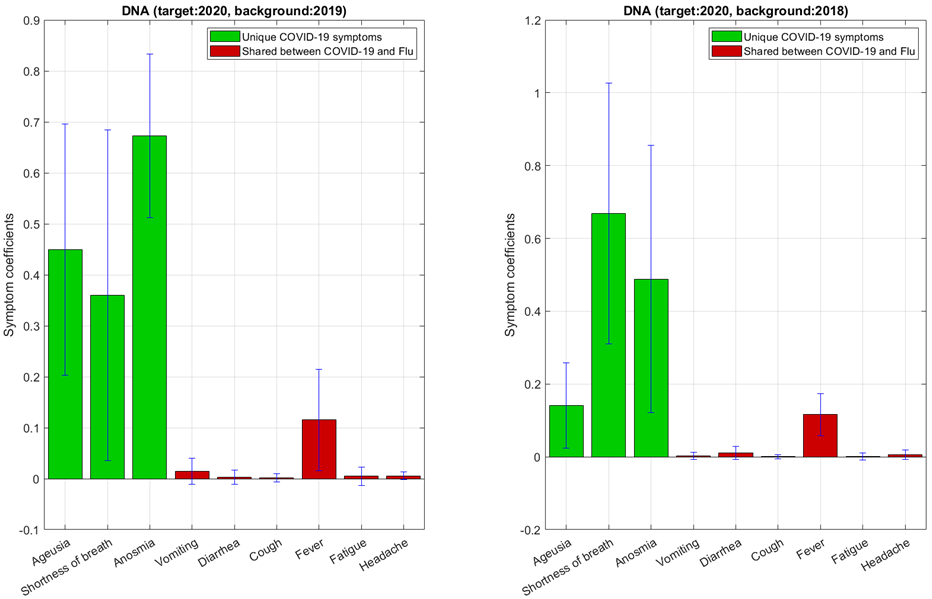 DNA (target:2020, background:2019)
Unique COVID-19 symptoms
Shared between COVID-19 and Flu
Symptom coefficients
0.9
0.8
0.7
0.6
0.5
0.4
0.3
0.2
0.1
0
-0.1
Ageusia
Shortness of breath
Anosmia
Vomiting
Diarrhea
Cough
Fever
Fatigue
Headache
DNA (target:2020, background:2018)
Unique COVID-19 symptoms
Shared between COVID-19 and Flu
Symptom coefficients
1.2
1
0.8
0.6
0.4
0.2
0
-0.2
Ageusia
Shortness of breath
Anosmia
Vomiting
Diarrhea
Cough
Fever
Fatigue
Headache